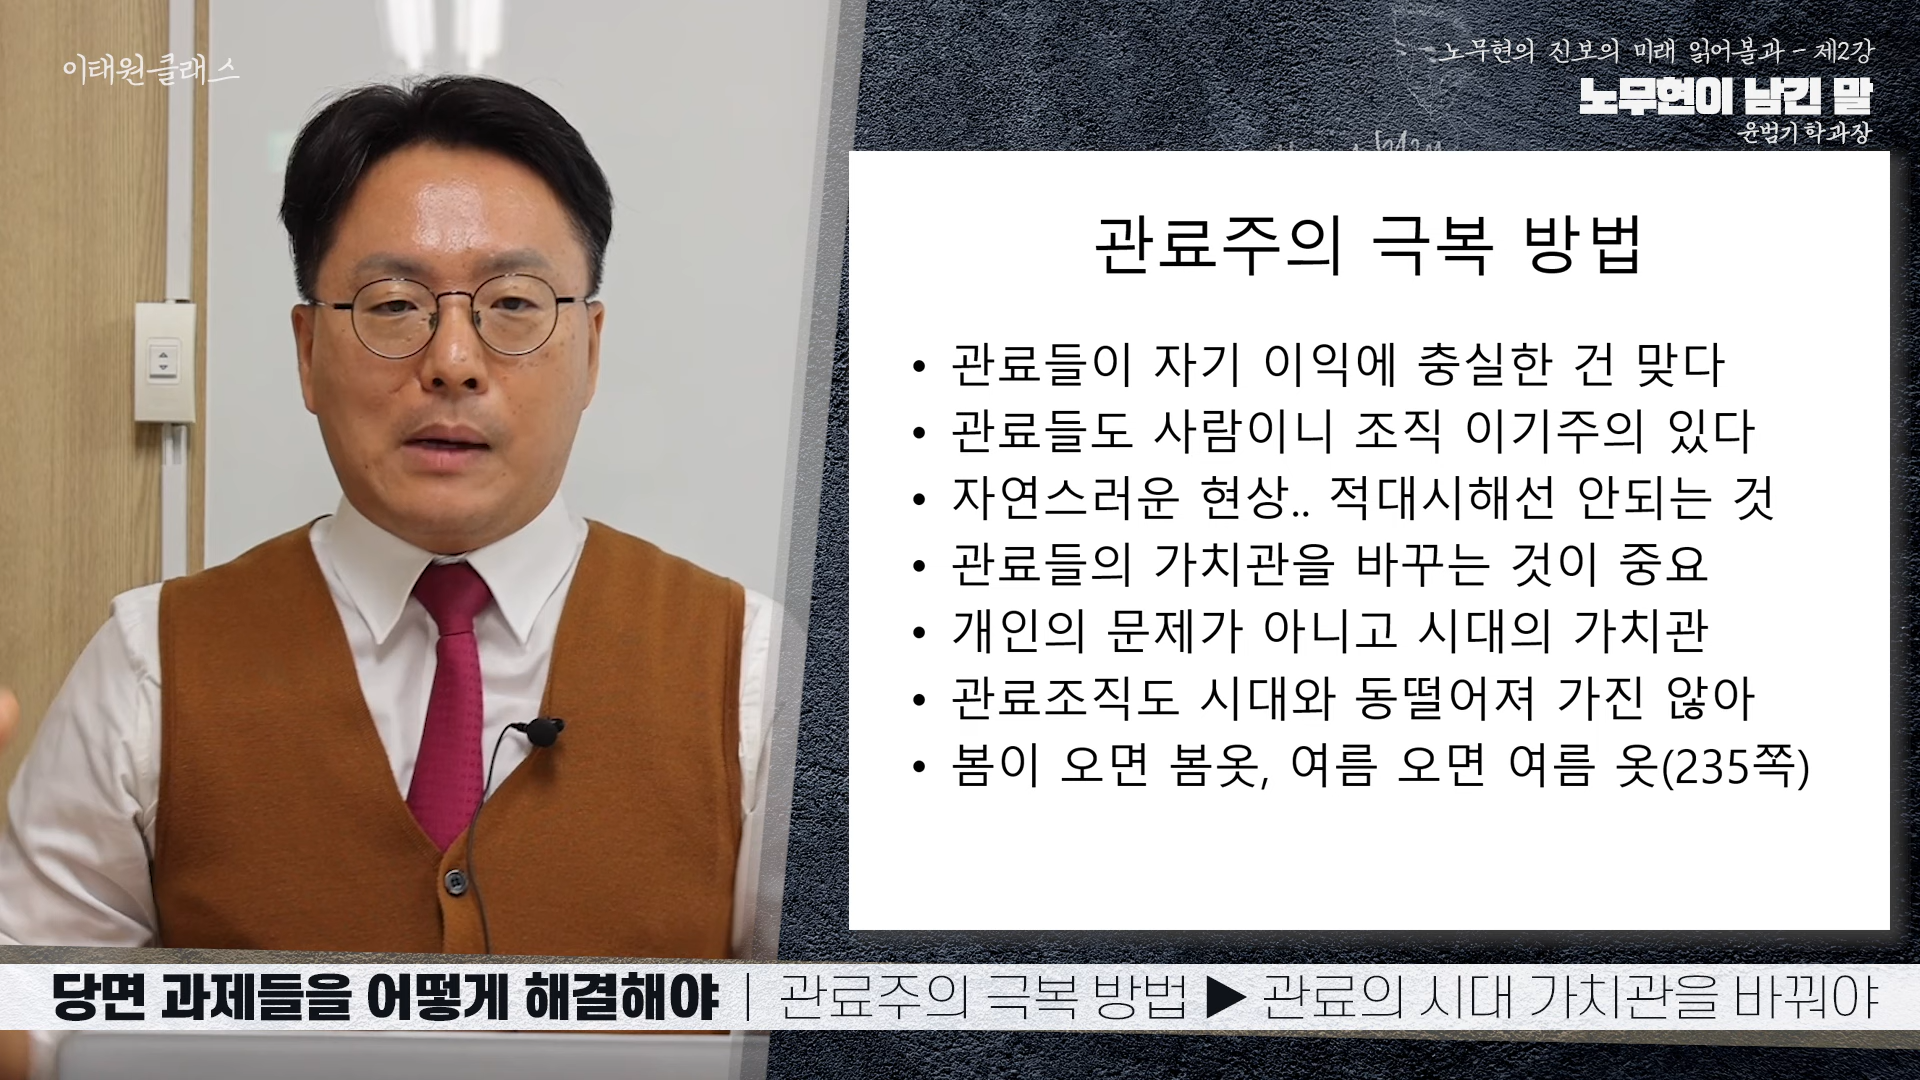 이태원클래스
노무현의 진보의 미래 읽어볼과 - 제2강
노무현이 남긴 말
윤범기 학과장
관료주의 극복 방법
• 관료들이 자기 이익에 충실한 건 맞다
• 관료들도 사람이니 조직 이기주의 있다
• 자연스러운 현상.. 적대시해선 안되는 것
• 관료들의 가치관을 바꾸는 것이 중요
• 개인의 문제가 아니고 시대의 가치관
• 관료조직도 시대와 동떨어져 가진 않아
• 봄이 오면 봄옷, 여름 오면 여름 옷(235쪽)
당면 과제들을 어떻게 해결해야 | 관료주의 극복 방법 ▶ 관료의 시대 가치관을 바꿔야